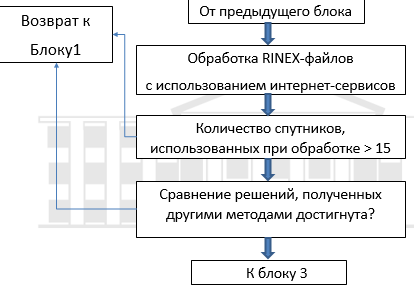 От предыдущего блока
Возврат к
Блоку1
Обработка RINEX-файлов
с использованием интернет-сервисов
Количество спутников,
использованных при обработке > 15
Сравнение решений, полученных
другими методами достигнута?
К блоку 3